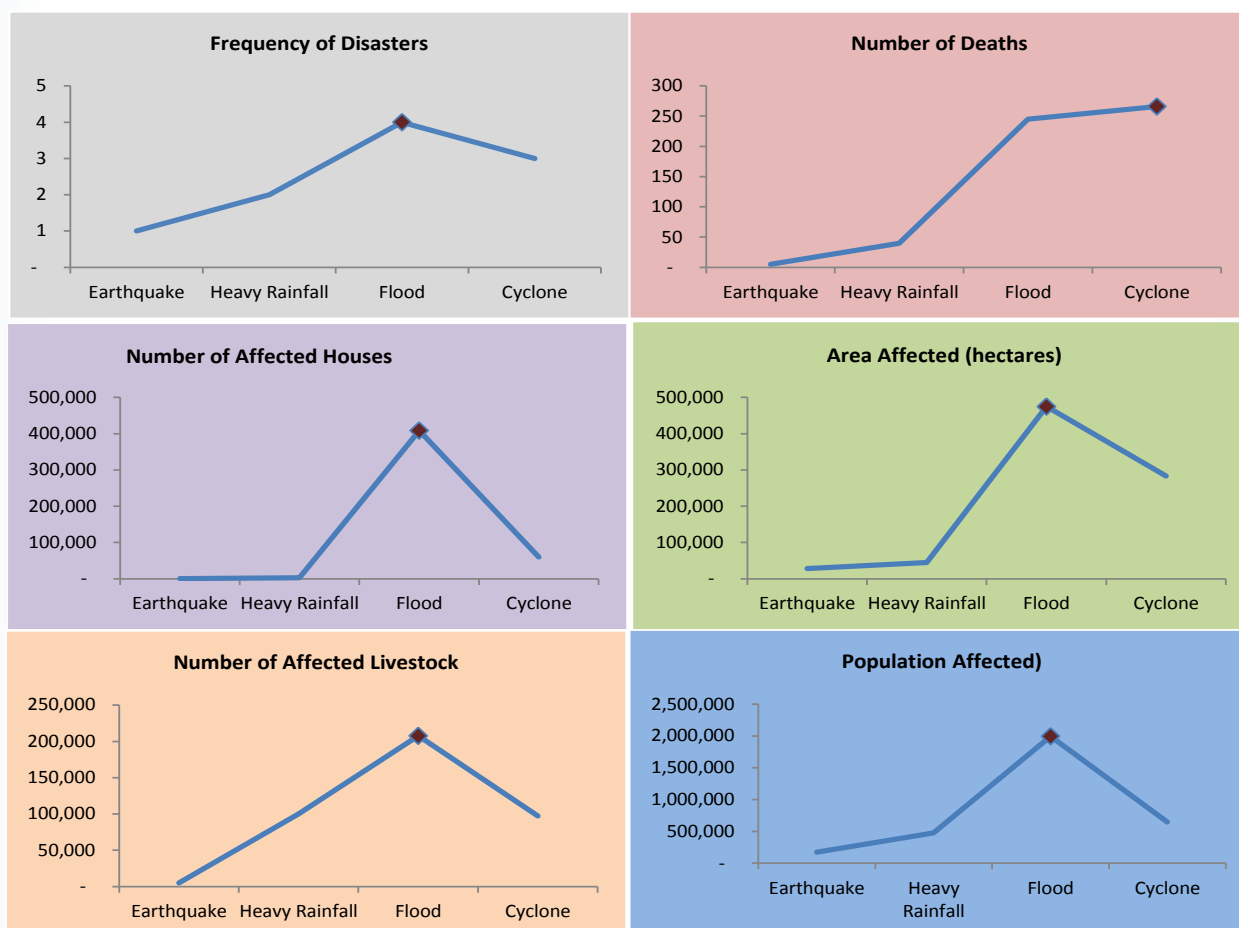 Frequency of Disasters
5
4
3
2
1
-
Earthquake Heavy Rainfall Flood Cyclone
Number of Deaths
300
250
200
150
100
50
-
Earthquake Heavy Rainfall Flood Cyclone
Number of Affected Houses
500,000
400,000
300,000
200,000
100,000
-
Earthquake Heavy Rainfall Flood Cyclone
Area Affected (hectares)
500,000
400,000
300,000
200,000
100,000
-
Earthquake Heavy Rainfall Flood Cyclone
Number of Affected Livestock
250,000
200,000
150,000
100,000
50,000
-
Earthquake Heavy Rainfall Flood Cyclone
Population Affected)
2,500,000
2,000,000
1,500,000
1,000,000
500,000
-
Earthquake Heavy Flood Cyclone
Rainfall